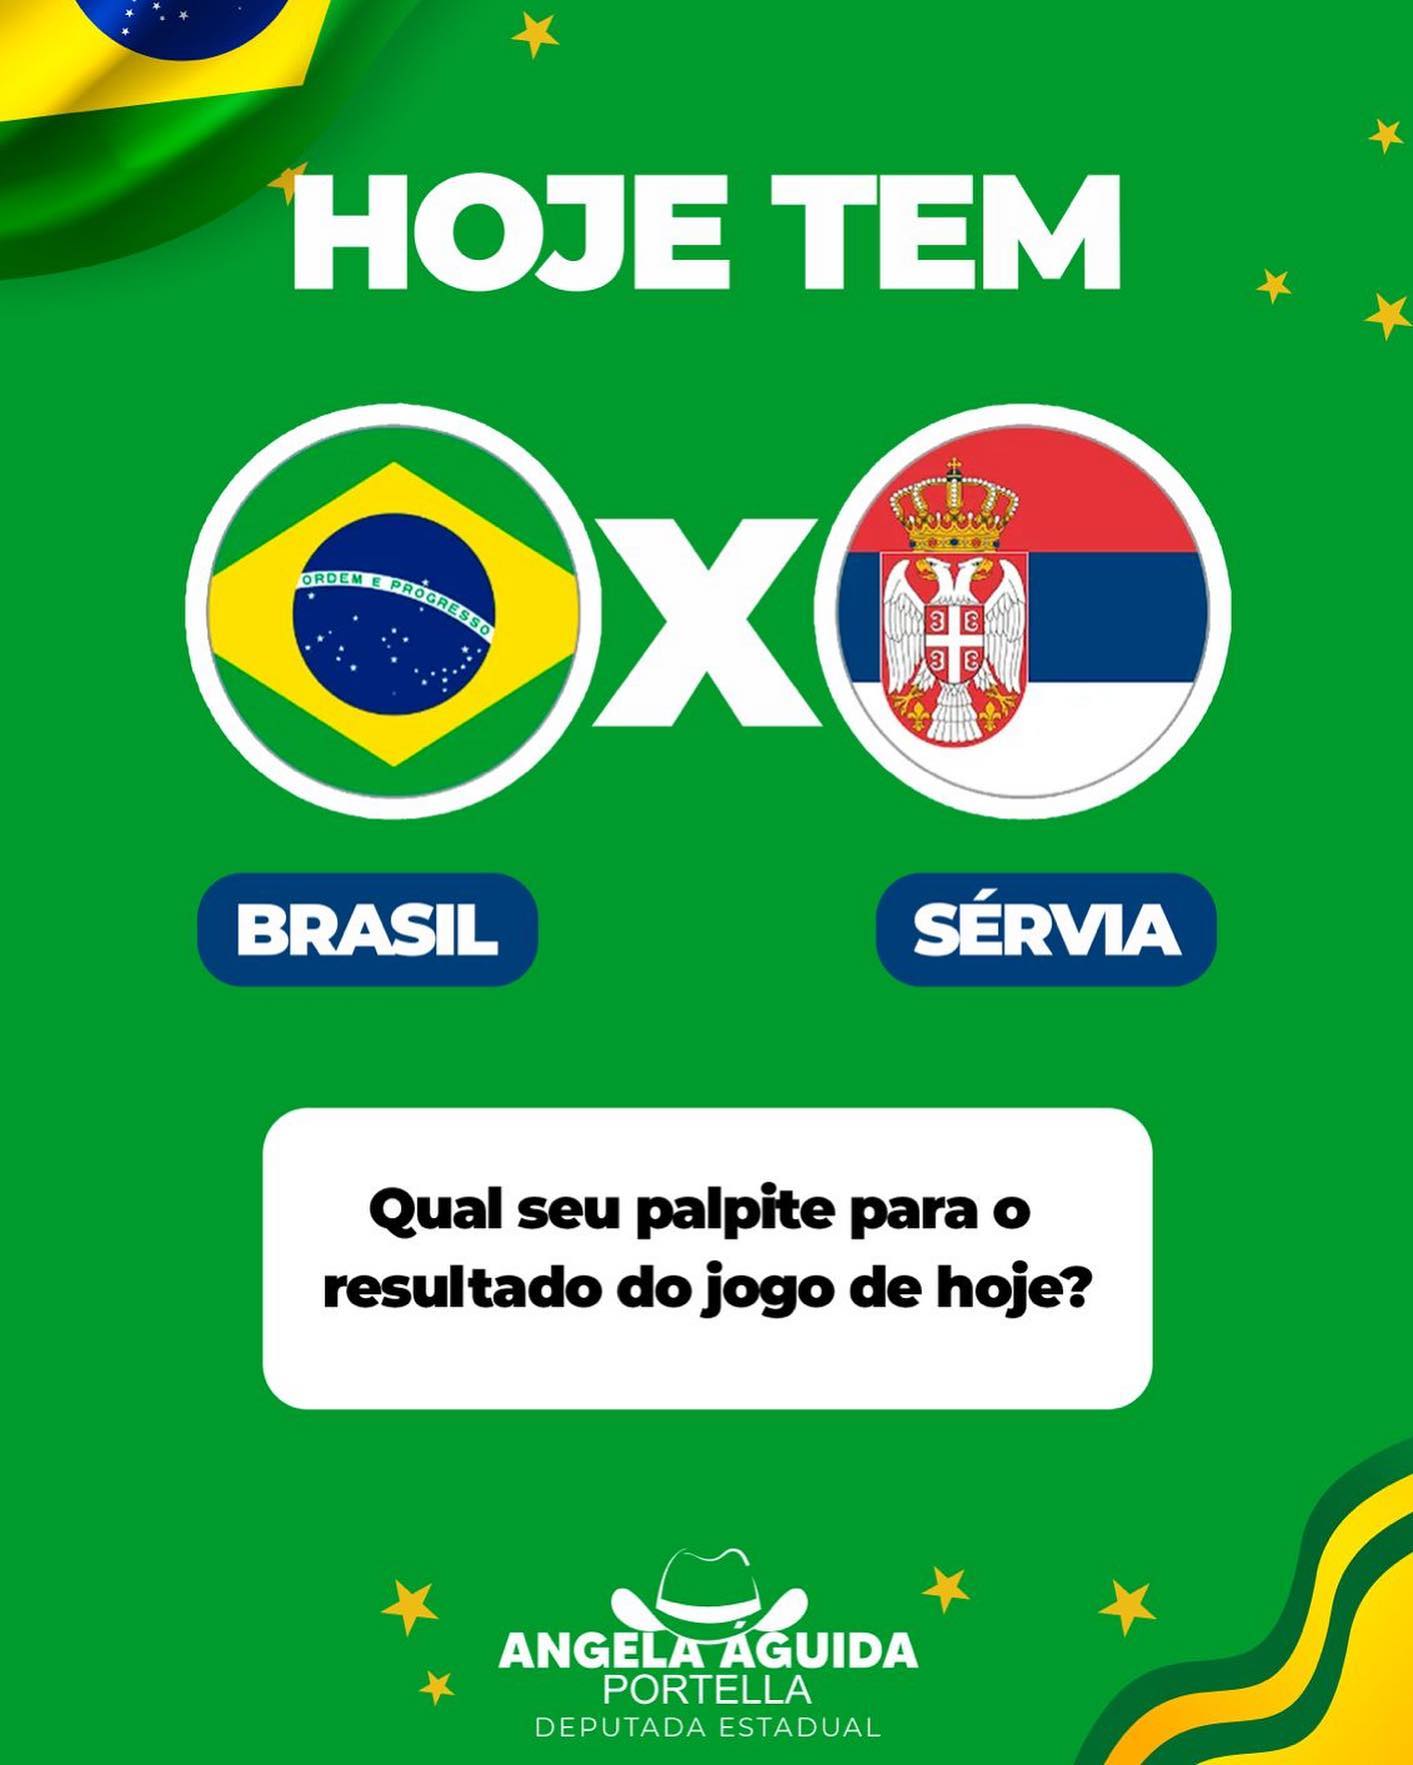 HOJE TEM
ORDEM E PROGRESSO
X
BRASIL
SÉRVIA
Qual seu palpite para o
resultado do jogo de hoje?
ANGELA ÁGUIDA
PORTELLA
DEPUTADA ESTADUAL